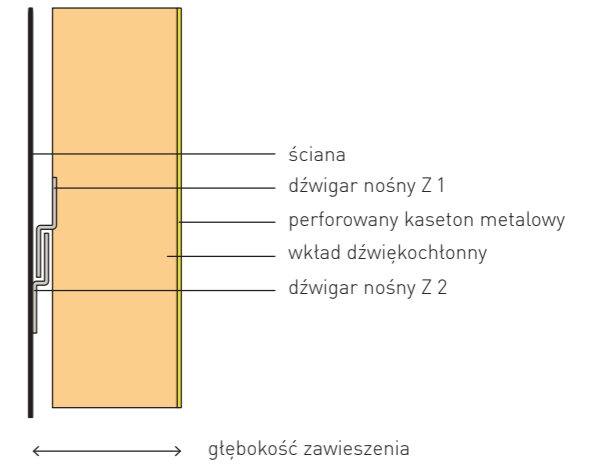 ściana
dźwigar nośny Z 1
perforowany kaseton metalowy
wkład dźwiękochłonny
dźwigar nośny Z 2
głębokość zawieszenia